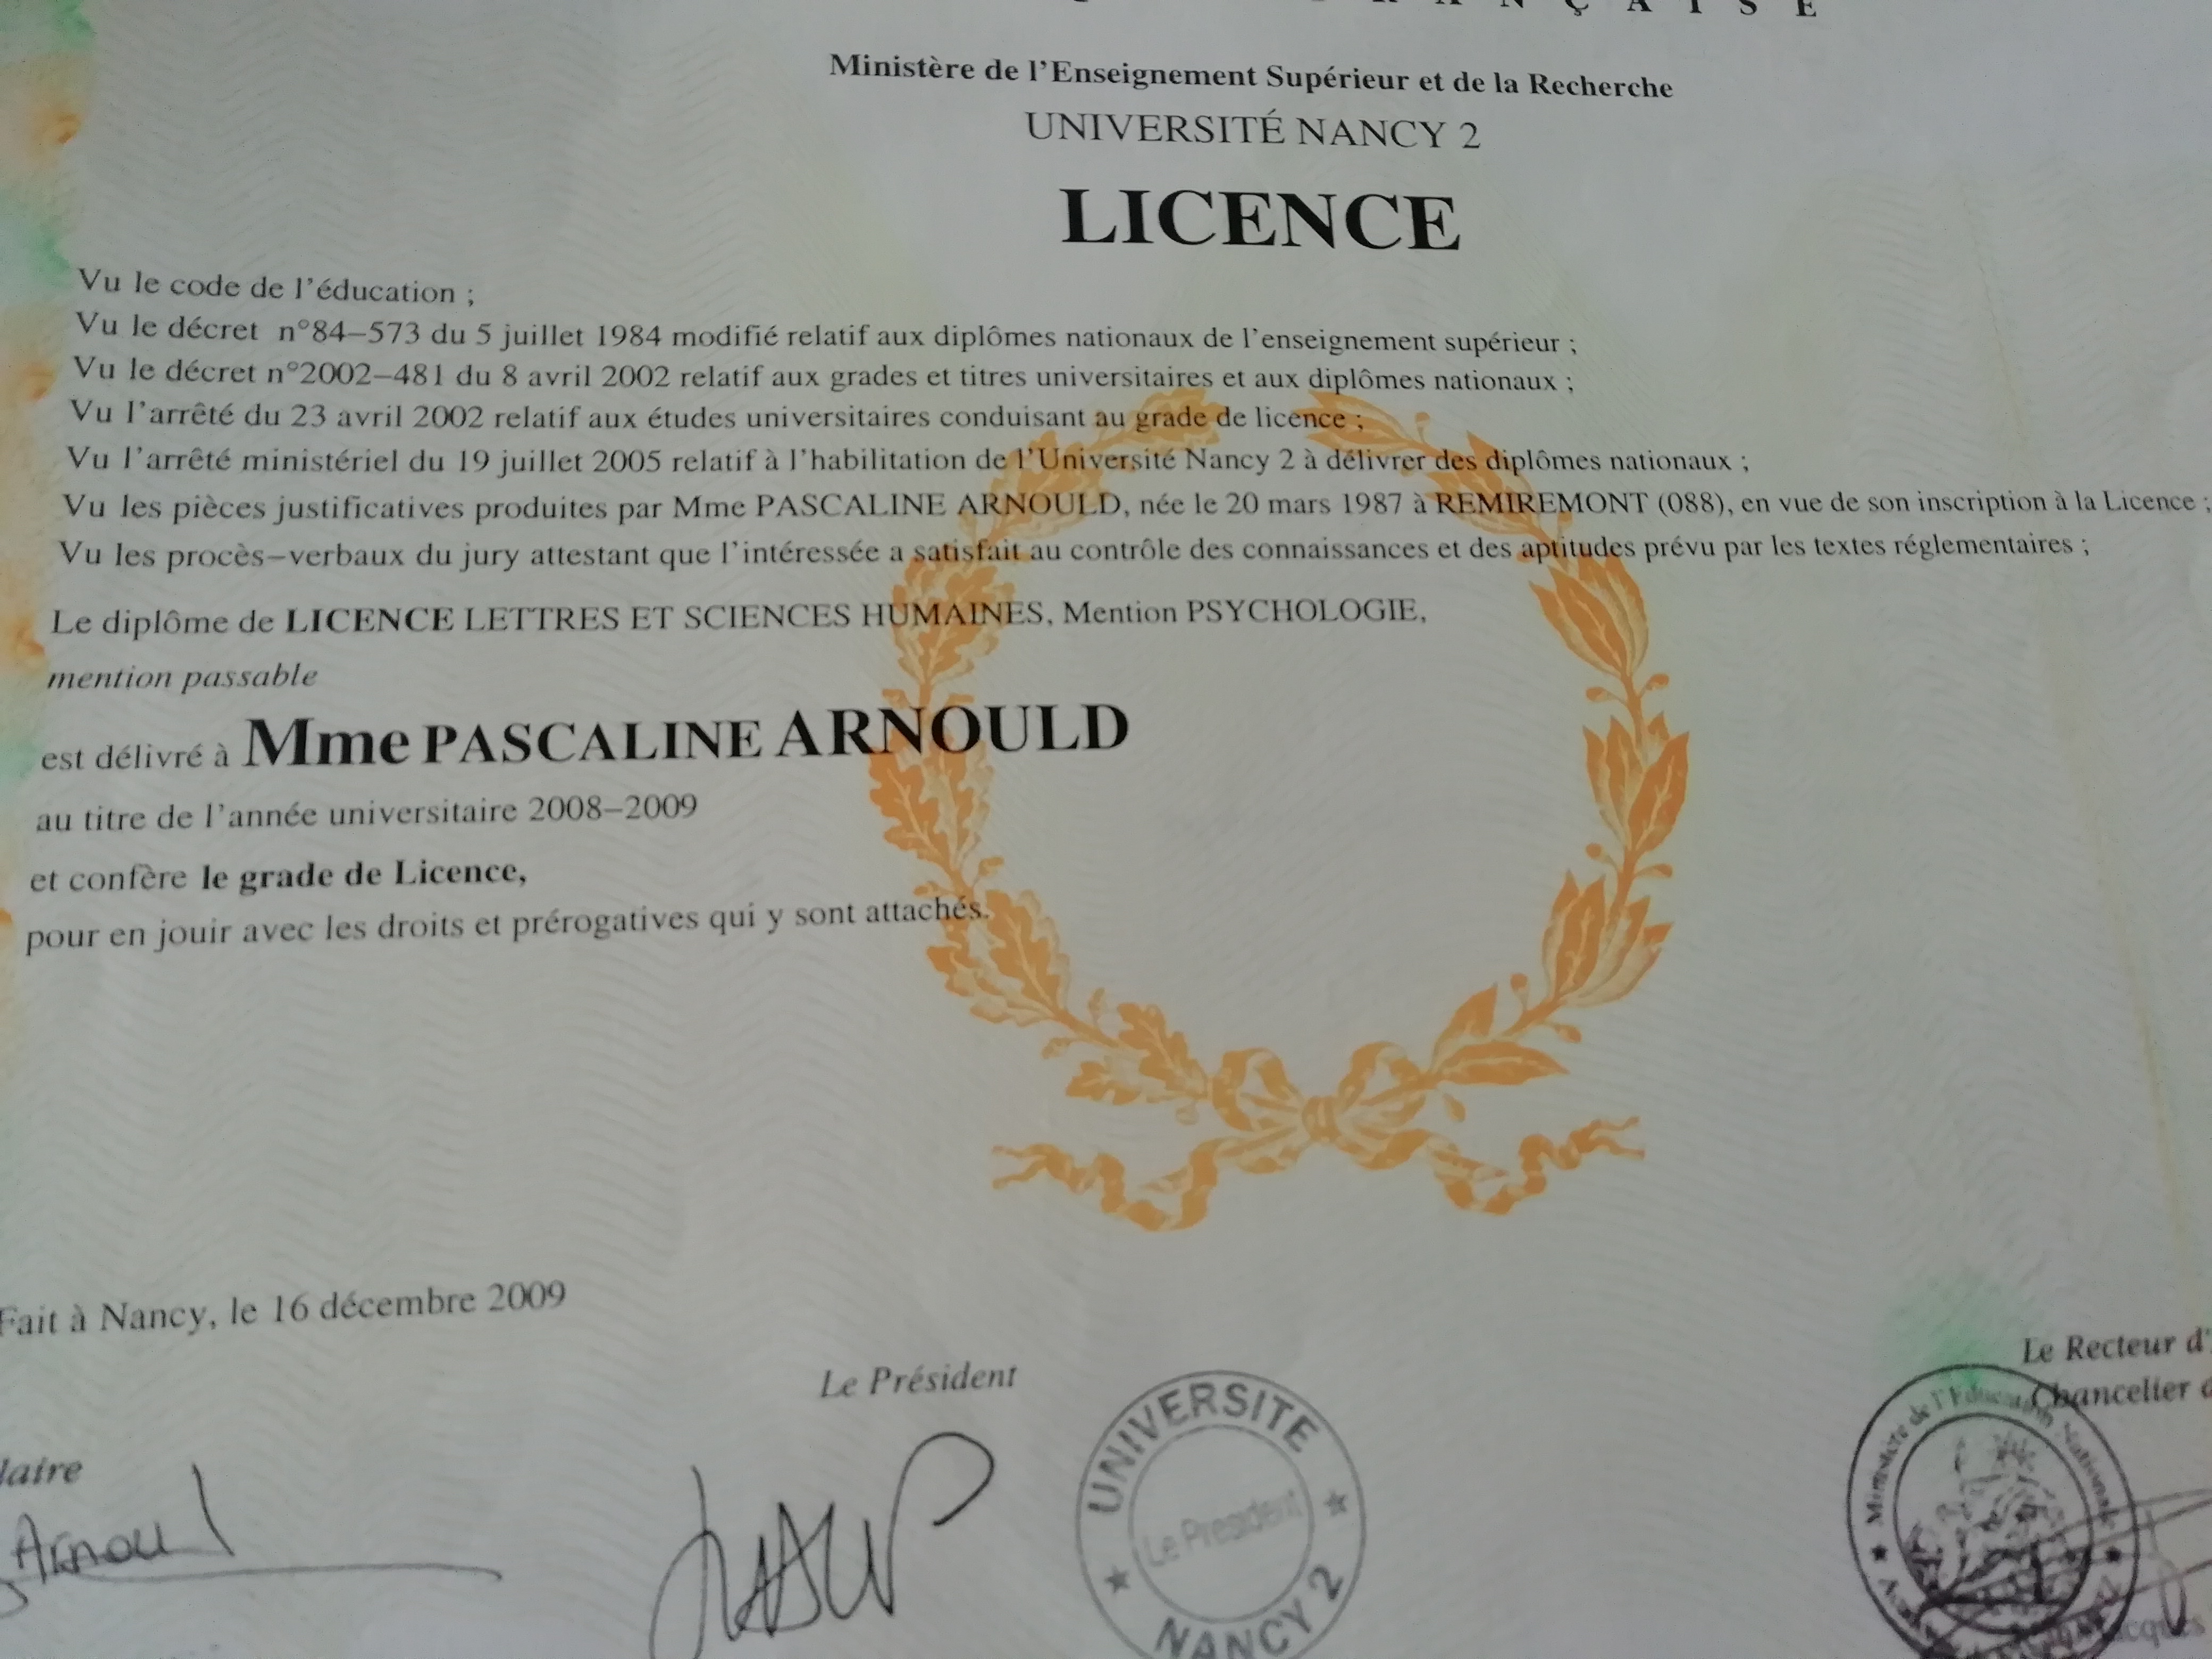 FRANÇAISE
Ministère de l'Enseignement Supérieur et de la Recherche
UNIVERSITÉ NANCY 2
LICENCE
Vu le code de l'éducation ;
Vu le décret n°84–573 du 5 juillet 1984 modifié relatif aux diplômes nationaux de l'enseignement supérieur ;
Vu le décret n°2002–481 du 8 avril 2002 relatif aux grades et titres universitaires et aux diplômes nationaux ;
Vu l'arrêté du 23 avril 2002 relatif aux études universitaires conduisant au grade de licence ;
Vu l'arrêté ministériel du 19 juillet 2005 relatif à l'habilitation de l'Université Nancy 2 à délivrer des diplômes nationaux ;
Vu les pièces justificatives produites par Mme PASCALINE ARNOULD, née le 20 mars 1987 à REMIREMONT (088), en vue de son inscription à la Licence ;
Vu les procès–verbaux du jury attestant que l'intéressée a satisfait au contrôle des connaissances et des aptitudes prévu par les textes réglementaires ;
Le diplôme de LICENCE LETTRES ET SCIENCES HUMAINES, Mention PSYCHOLOGIE,
mention passable
est délivré à Mme PASCALINE ARNOULD
au titre de l'année universitaire 2008–2009
et confère le grade de Licence,
pour en jouir avec les droits et prérogatives qui y sont attachés.
Fait à Nancy, le 16 décembre 2009
Le Président
Le Recteur d'
Chancelier d
laire
UNIVERSITE
Le President
NANCY 2
Ministère de l'Education Nationale